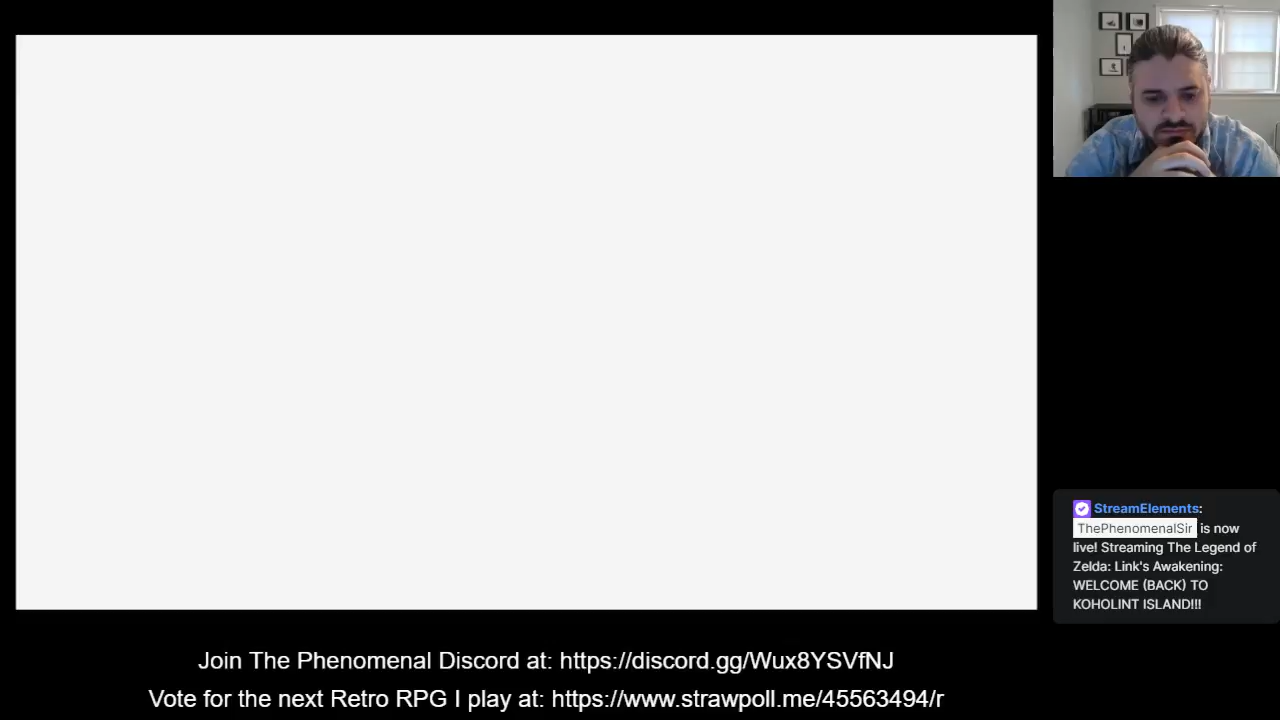 StreamElements:
ThePhenomenalSir is now
live! Streaming The Legend of
Zelda: Link's Awakening:
WELCOME (BACK) TO
KOHOLINT ISLAND!!!
Join The Phenomenal Discord at: https://discord.gg/Wux8YSVfNJ
Vote for the next Retro RPG I play at: https://www.strawpoll.me/45563494/r